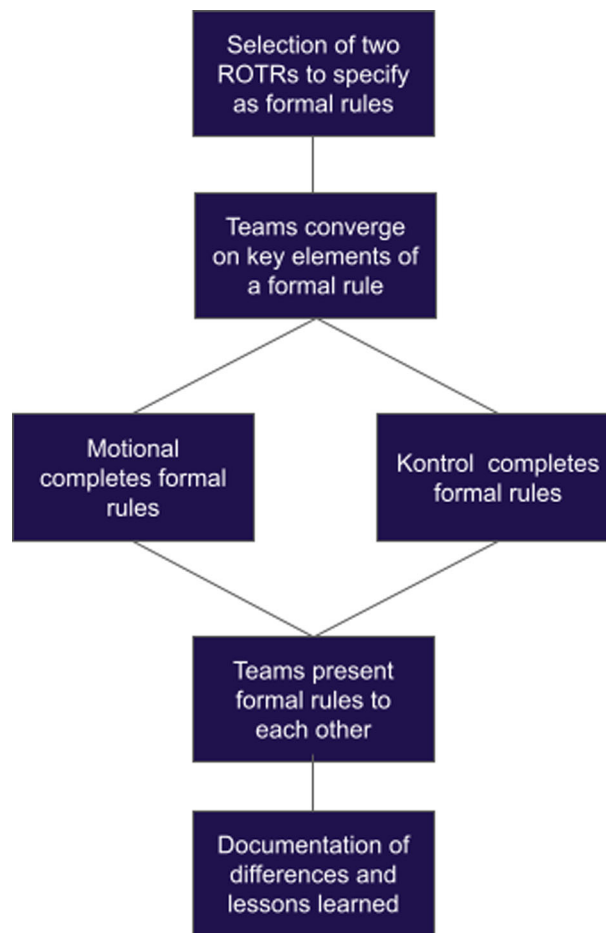 Selection of two
ROTRs to specify
as formal rules
Teams converge
on key elements of
a formal rule
Motional
completes formal
rules
Kontrol  completes
formal rules
Teams present
formal rules to
each other
Documentation of
differences and
lessons learned